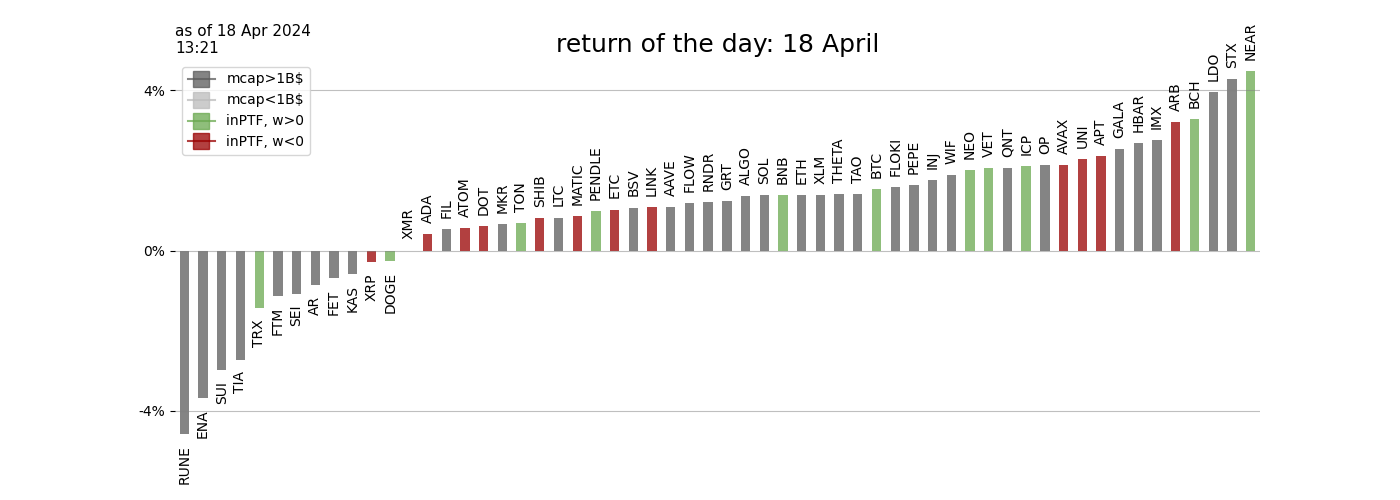 as of 18 Apr 2024
13:21
return of the day: 18 April
mcap>1B$
mcap<1B$
inPTF, w>0
inPTF, w<0
4%
0%
-4%
RUNE
ENA
SUI
TIA
TRX
FTM
SEI
AR
FET
KAS
XRP
DOGE
XMR
ADA
FIL
ATOM
DOT
MKR
TON
SHIB
LTC
MATIC
PENDLE
ETC
BSV
LINK
AAVE
FLOW
RNDR
GRT
ALGO
SOL
BNB
ETH
XLM
THETA
TAO
BTC
FLOKI
PEPE
INJ
WIF
NEO
VET
QNT
ICP
OP
AVAX
UNI
APT
GALA
HBAR
IMX
ARB
BCH
LDO
STX
NEAR